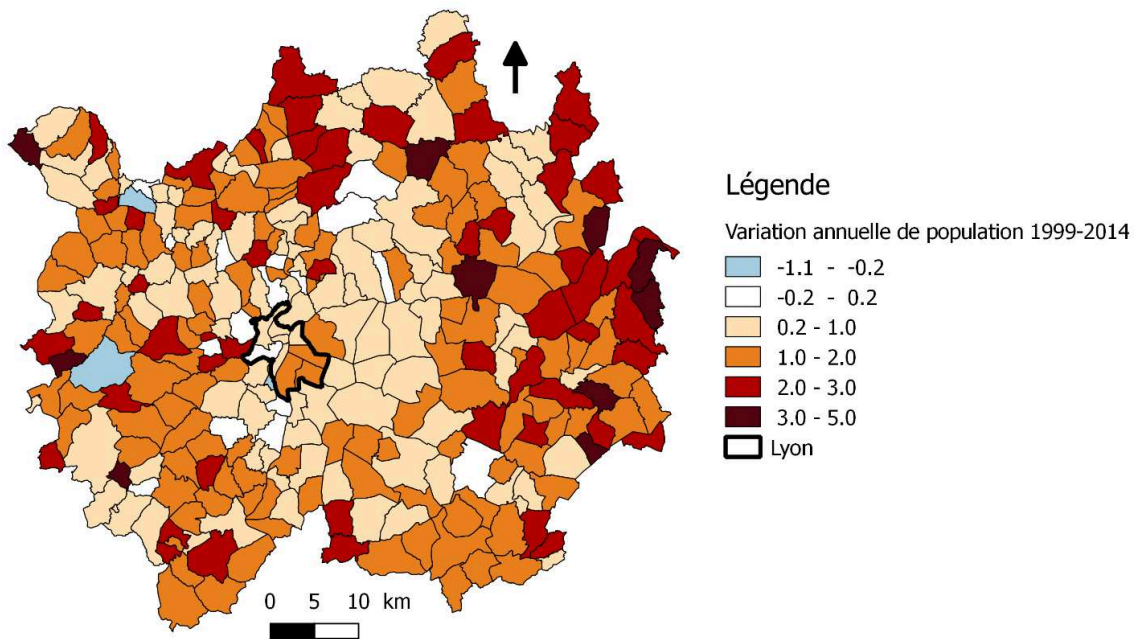 Légende
Variation annuelle de population 1999-2014
-1.1 - -0.2
-0.2 - 0.2
0.2 - 1.0
1.0 - 2.0
2.0 - 3.0
3.0 - 5.0
Lyon
0 5 10 km